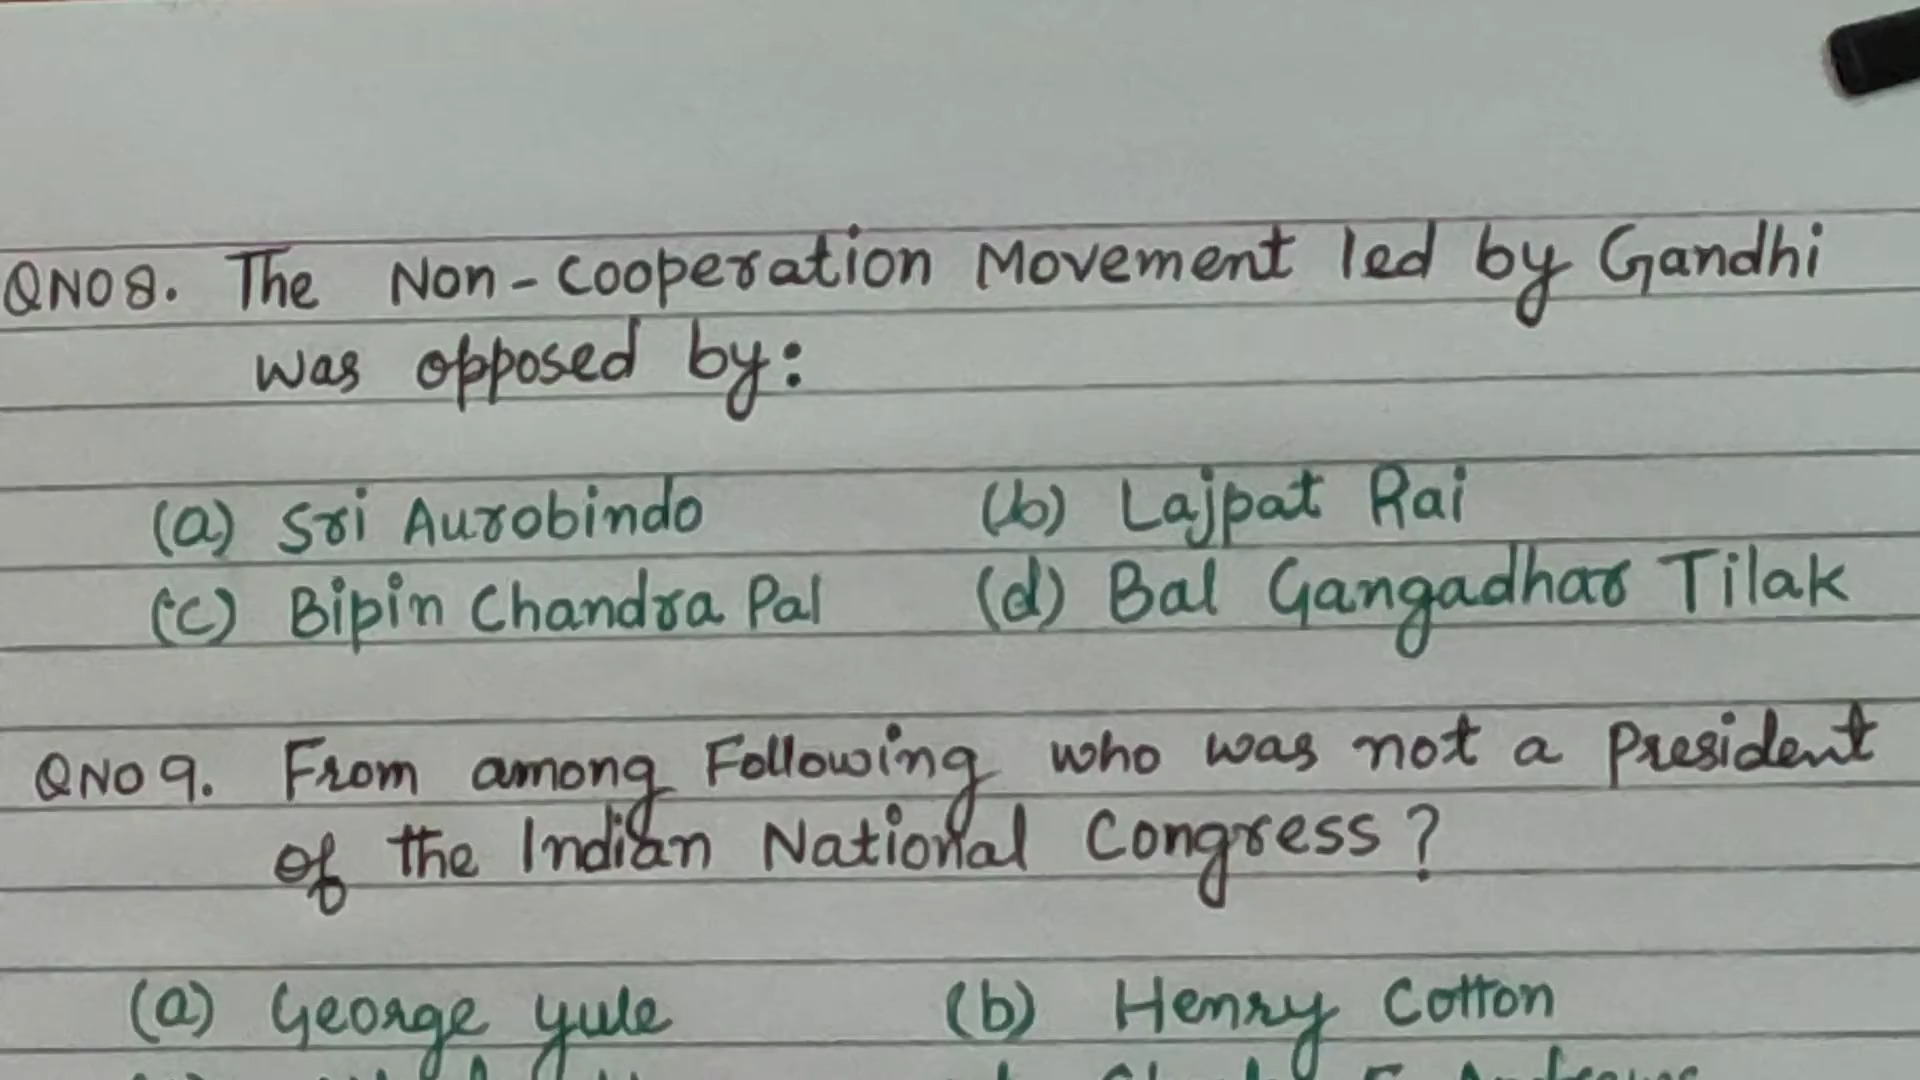 QNO8. The Non-Cooperation Movement led by Gandhi
was opposed by:
(a) Sri Aurobindo (b) Lajpat Rai
(c) Bipin Chandra Pal (d) Bal Gangadhar Tilak
QNO9. From among Following who was not a President
of the Indian National Congress?
(a) George yule (b) Henry Cotton